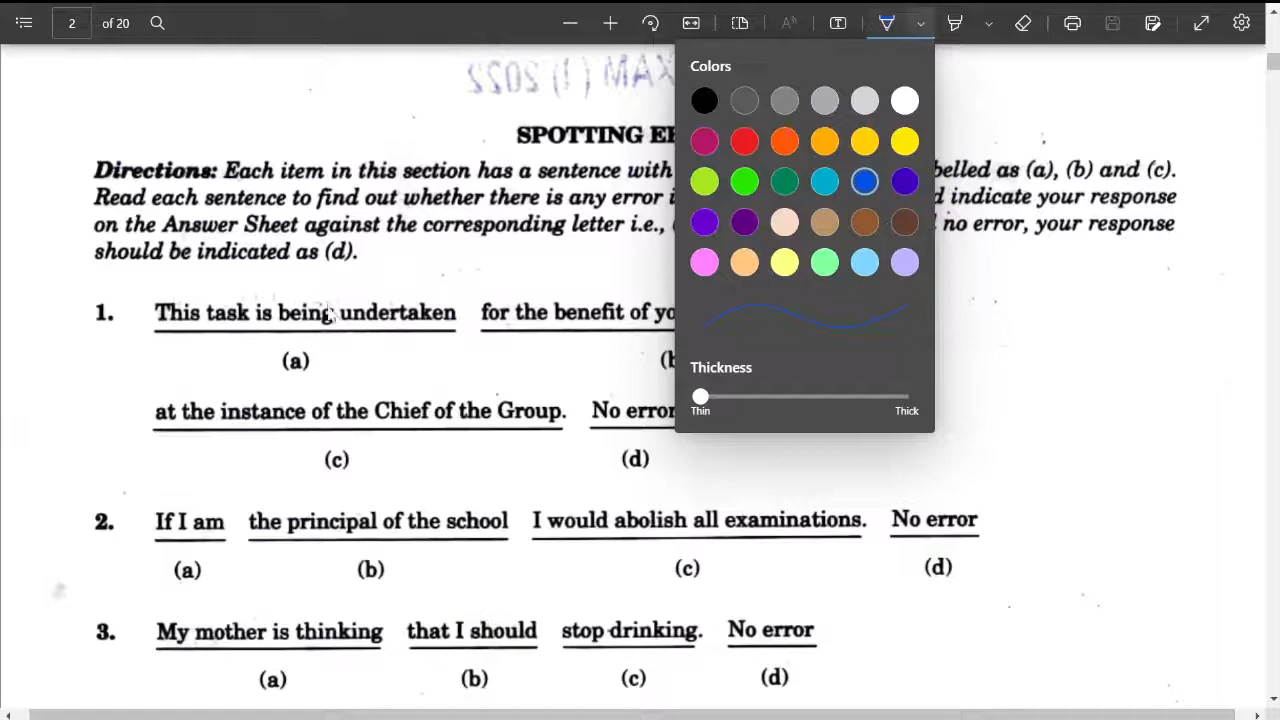 2 of 20
Colors
SPOTTING
Directions: Each item in this section has a sentence with belled as (a), (b) and (c).
Read each sentence to find out whether there is any error indicate your response
on the Answer Sheet against the corresponding letter i.e., no error, your response
should be indicated as (d).
1. This task is being undertaken for the benefit of
(a)
Thickness
Thin Thick
at the instance of the Chief of the Group. No error
(c) (d)
2. If I am the principal of the school I would abolish all examinations. No error
(a) (b) (c) (d)
3. My mother is thinking that I should stop drinking. No error
(a) (b) (c) (d)